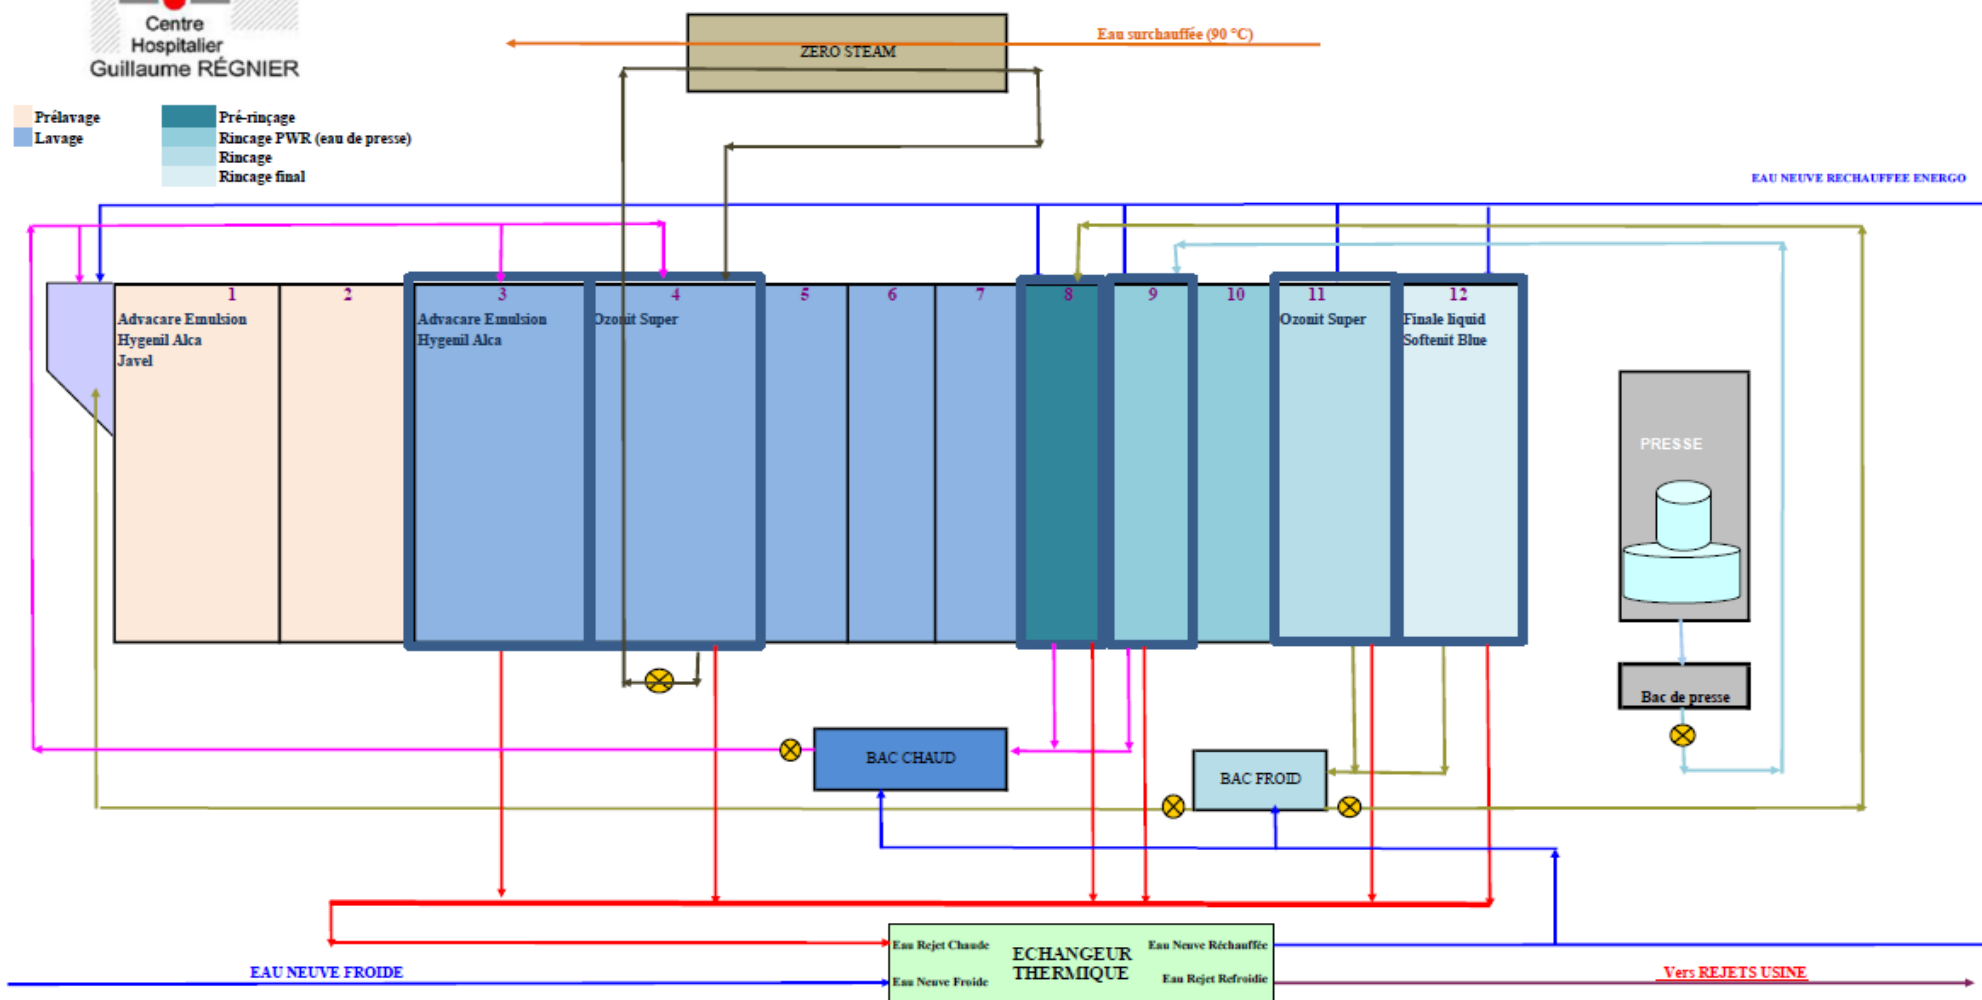 Centre
Hospitalier
Guillaume RÉGNIER
ZERO STEAM
Eau surchauffée (90 °C)
Prélavage
Lavage
Pré-rinçage
Rincage PWR (eau de presse)
Rincage
Rincage final
EAU NEUVE RECHAUFFEE ENERGO
1
2
3
4
5
6
7
8
9
10
11
12
Advacare Emulsion
Hygenil Alca
Javel
Advacare Emulsion
Hygenil Alca
Ozonit Super
Ozonit Super
Finale liquid
Softenit Blue
PRESSE
Bac de presse
BAC CHAUD
BAC FROID
Eau Rejet Chaude
ECHANGEUR
THERMIQUE
Eau Neuve Réchauffée
EAU NEUVE FROIDE
Eau Neuve Froide
Eau Rejet Refroidie
Vers REJETS USINE